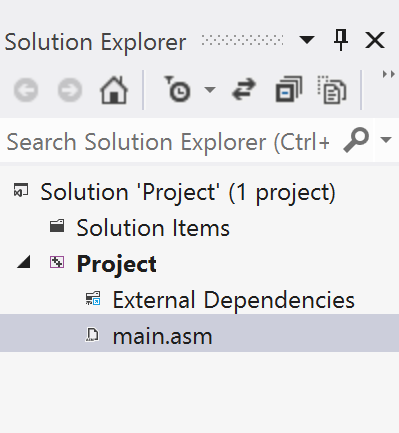 Solution Explorer
Search Solution Explorer (Ctrl+
Solution 'Project' (1 project)
Solution Items
Project
External Dependencies
main.asm